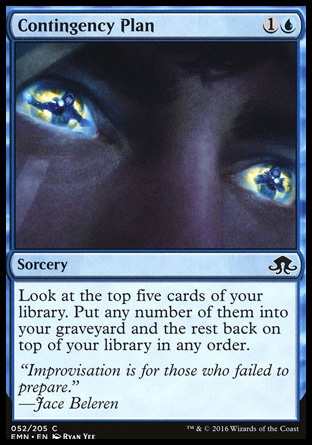 Contingency Plan 1
Sorcery
Look at the top five cards of your
library. Put any number of them into
your graveyard and the rest back on
top of your library in any order.
“Improvisation is for those who failed to
prepare.”
—Jace Beleren
052/205 C
EMN • EN Ryan Yee
™ & © 2016 Wizards of the Coast